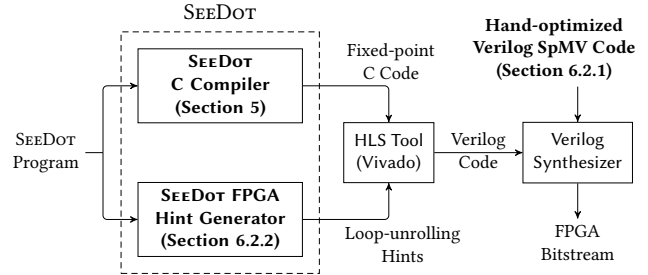 SEEDOT
SEEDOT
Program
SEEDOT
C Compiler
(Section 5)
SEEDOT FPGA
Hint Generator
(Section 6.2.2)
Fixed-point
C Code
HLS Tool
(Vivado)
Loop-unrolling
Hints
Verilog
Code
Hand-optimized
Verilog SpMV Code
(Section 6.2.1)
Verilog
Synthesizer
FPGA
Bitstream